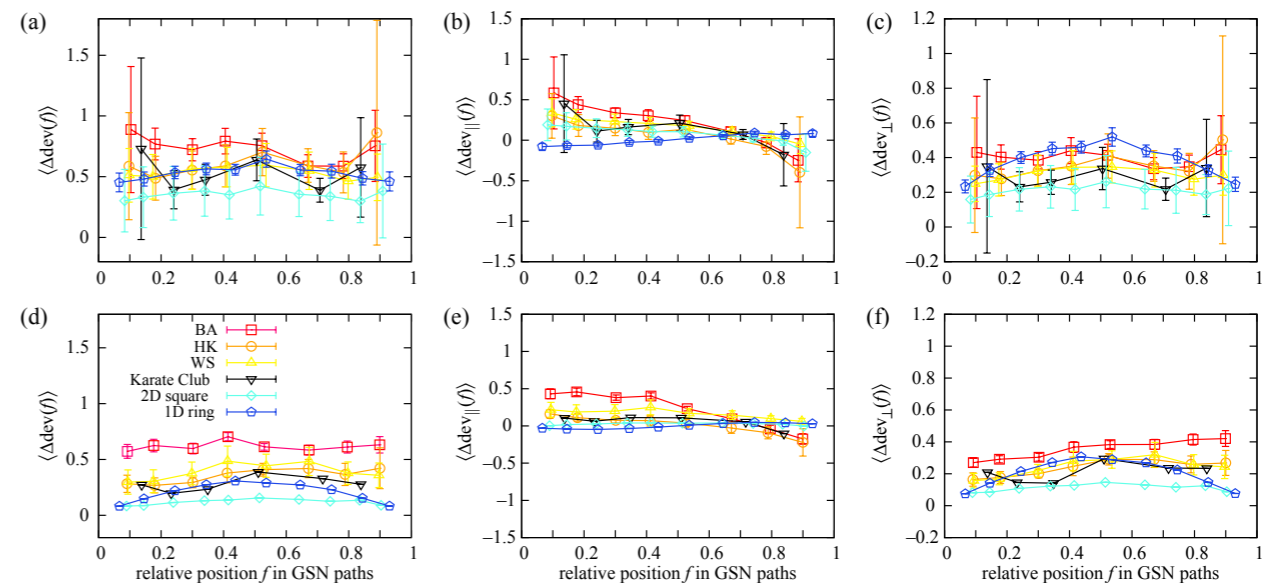 (a)
⟨Δdev(f)⟩
1.5
1
0.5
0
0 0.2 0.4 0.6 0.8 1
(b)
⟨Δdev||(f)⟩
1.5
1
0.5
0
−0.5
−1
−1.5
0 0.2 0.4 0.6 0.8 1
(c)
⟨Δdev⊥(f)⟩
1.2
1
0.8
0.6
0.4
0.2
0
−0.2
0 0.2 0.4 0.6 0.8 1
(d)
⟨Δdev(f)⟩
1.5
1
0.5
0
BA
HK
WS
Karate Club
2D square
1D ring
0 0.2 0.4 0.6 0.8 1
relative position f in GSN paths
(e)
⟨Δdev||(f)⟩
1.5
1
0.5
0
−0.5
−1
−1.5
0 0.2 0.4 0.6 0.8 1
relative position f in GSN paths
(f)
⟨Δdev⊥(f)⟩
1.2
1
0.8
0.6
0.4
0.2
0
−0.2
0 0.2 0.4 0.6 0.8 1
relative position f in GSN paths